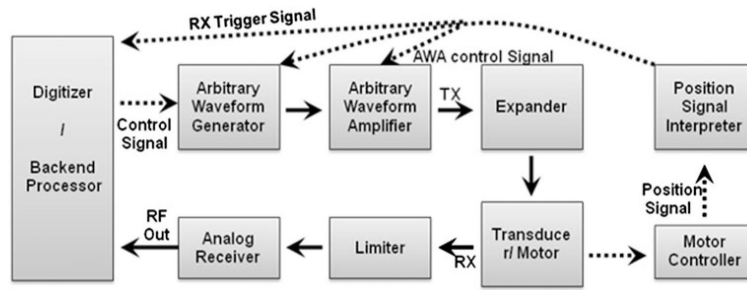 RX Trigger Signal
AWA control Signal
Digitizer
/
Backend
Processor
Control
Signal
Arbitrary
Waveform
Generator
Arbitrary
Waveform
Amplifier
TX
Expander
Position
Signal
Interpreter
Position
Signal
RF
Out
Analog
Receiver
Limiter
RX
Transduce
r/ Motor
Motor
Controller